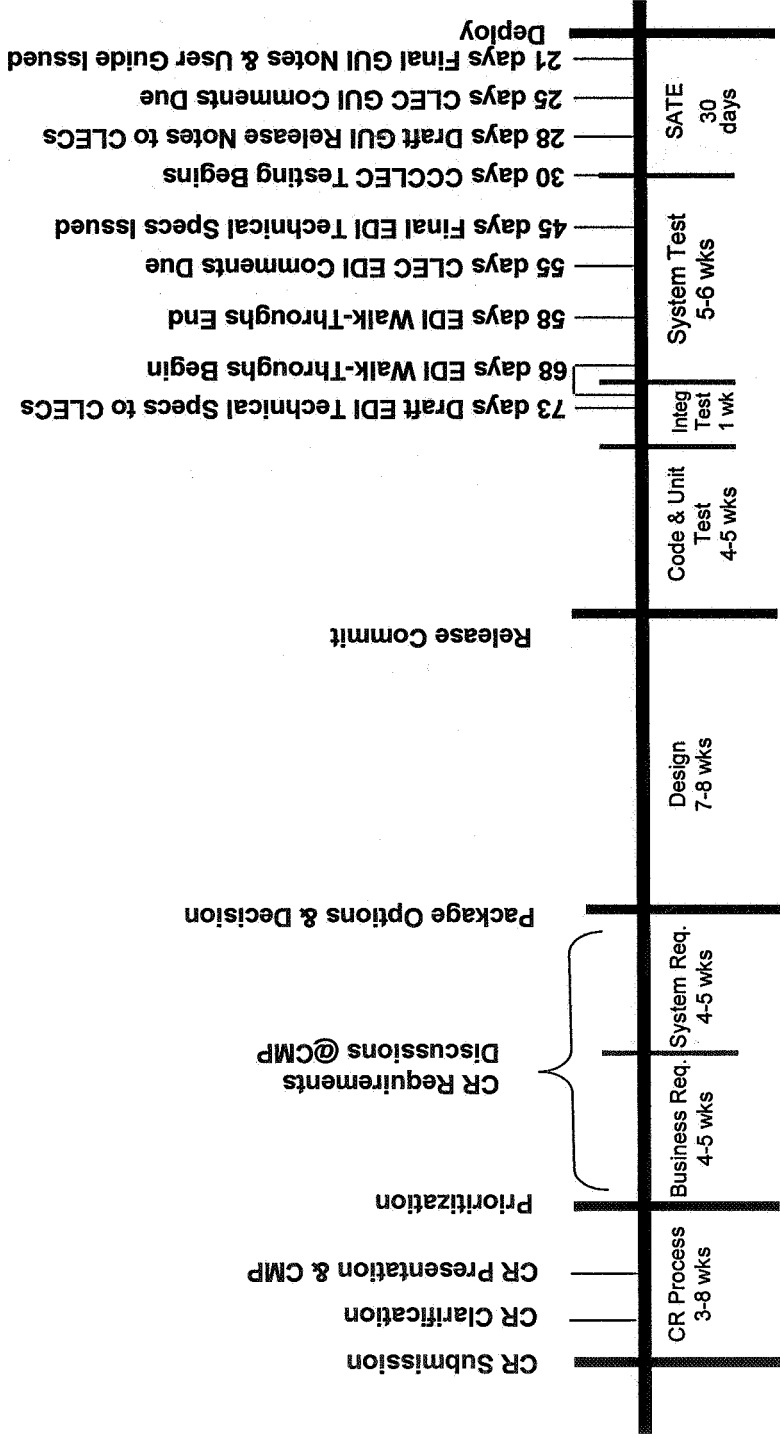 CR Submission
CR Clarification
CR Presentation & CMP
Prioritization
CR Requirements
Discussions @CMP
Package Options & Decision
Release Commit
73 days Draft EDI Technical Specs to CLECs
68 days EDI Walk-Throughs Begin
58 days EDI Walk-Throughs End
55 days CLEC EDI Comments Due
45 days Final EDI Technical Specs Issued
30 days CCCLEC Testing Begins
28 days Draft GUI Release Notes to CLECs
25 days CLEC GUI Comments Due
21 days Final GUI Notes & User Guide Issued
Deploy
CR Process
3-8 wks
Business Req.
4-5 wks
System Req.
4-5 wks
Design
7-8 wks
Code & Unit
Test
4-5 wks
Integ
Test
1 wk
System Test
5-6 wks
SATE
30
days